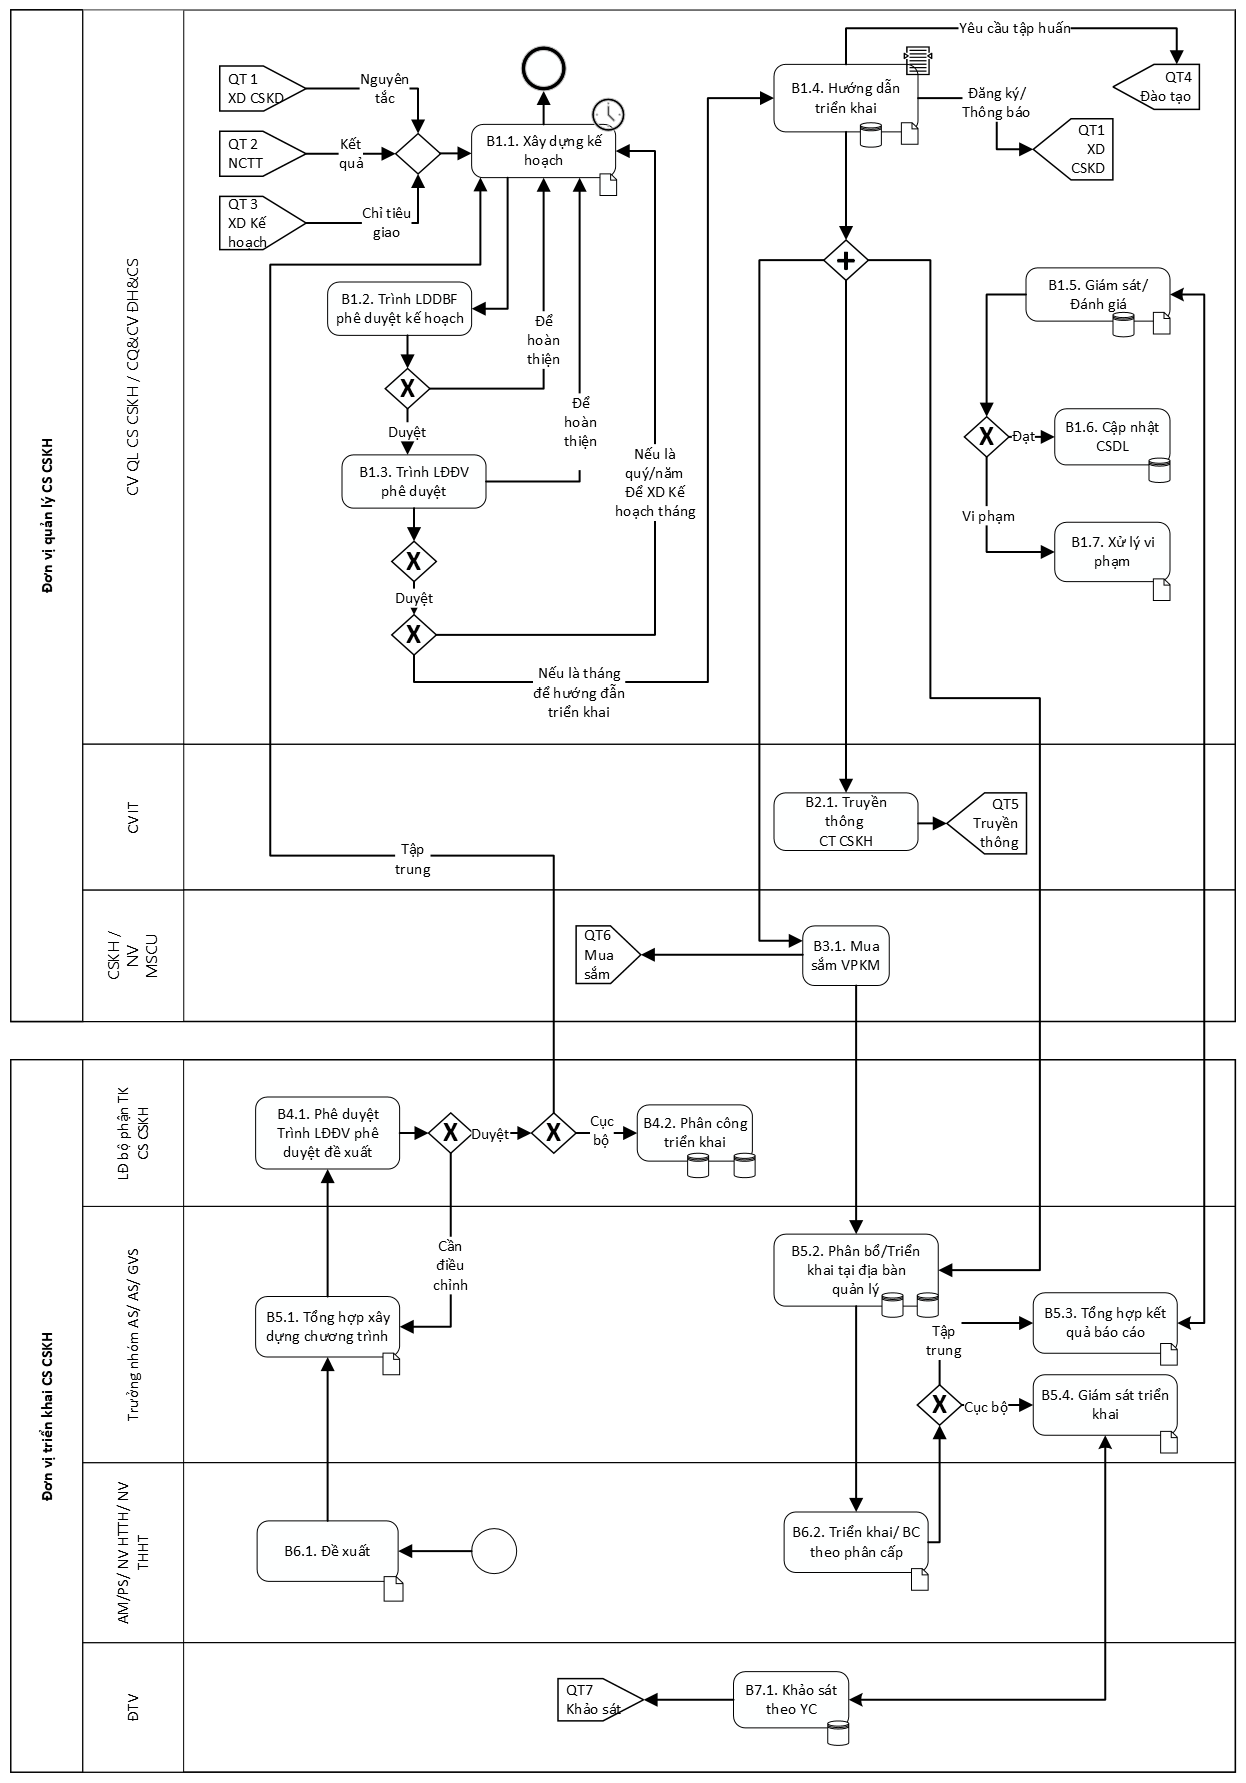 Đơn vị quản lý CS CSKH
CV QL CS CSKH / CQ&CV ĐH&CS
QT 1
XD CSKD
Nguyên
tắc
QT 2
NCTT
Kết
quả
QT 3
XD Kế
hoạch
Chỉ tiêu
giao
B1.1. Xây dựng kế
hoạch
B1.2. Trình LDDBF
phê duyệt kế hoạch
Để
hoàn
thiện
Duyệt
B1.3. Trình LĐĐV
phê duyệt
Để
hoàn
thiện
Duyệt
Nếu là
quý/năm
Để XD Kế
hoạch tháng
Nếu là tháng
để hướng đẫn
triển khai
B1.4. Hướng dẫn
triển khai
Yêu cầu tập huấn
QT4
Đào tạo
Đăng ký/
Thông báo
QT1
XD
CSKD
B1.5. Giám sát/
Đánh giá
Đạt
B1.6. Cập nhật
CSDL
Vi phạm
B1.7. Xử lý vi
phạm
CV IT
B2.1. Truyền
thông
CT CSKH
QT5
Truyền
thông
Tập
trung
CSKH /
NV
MSCU
QT6
Mua
sắm
B3.1. Mua
sắm VPKM
Đơn vị triển khai CS CSKH
LĐ bộ phận TK
CS CSKH
B4.1. Phê duyệt
Trình LĐĐV phê
duyệt đề xuất
Duyệt
Cục
bộ
B4.2. Phân công
triển khai
Trưởng nhóm AS/ AS/ GVS
Cần
điều
chỉnh
B5.1. Tổng hợp xây
dựng chương trình
B5.2. Phân bổ/Triển
khai tại địa bàn
quản lý
Tập
trung
B5.3. Tổng hợp kết
quả báo cáo
Cục bộ
B5.4. Giám sát triển
khai
AM/PS/ NV HTTH/ NV
THHT
B6.1. Đề xuất
B6.2. Triển khai/ BC
theo phân cấp
ĐTV
QT7
Khảo sát
B7.1. Khảo sát
theo YC